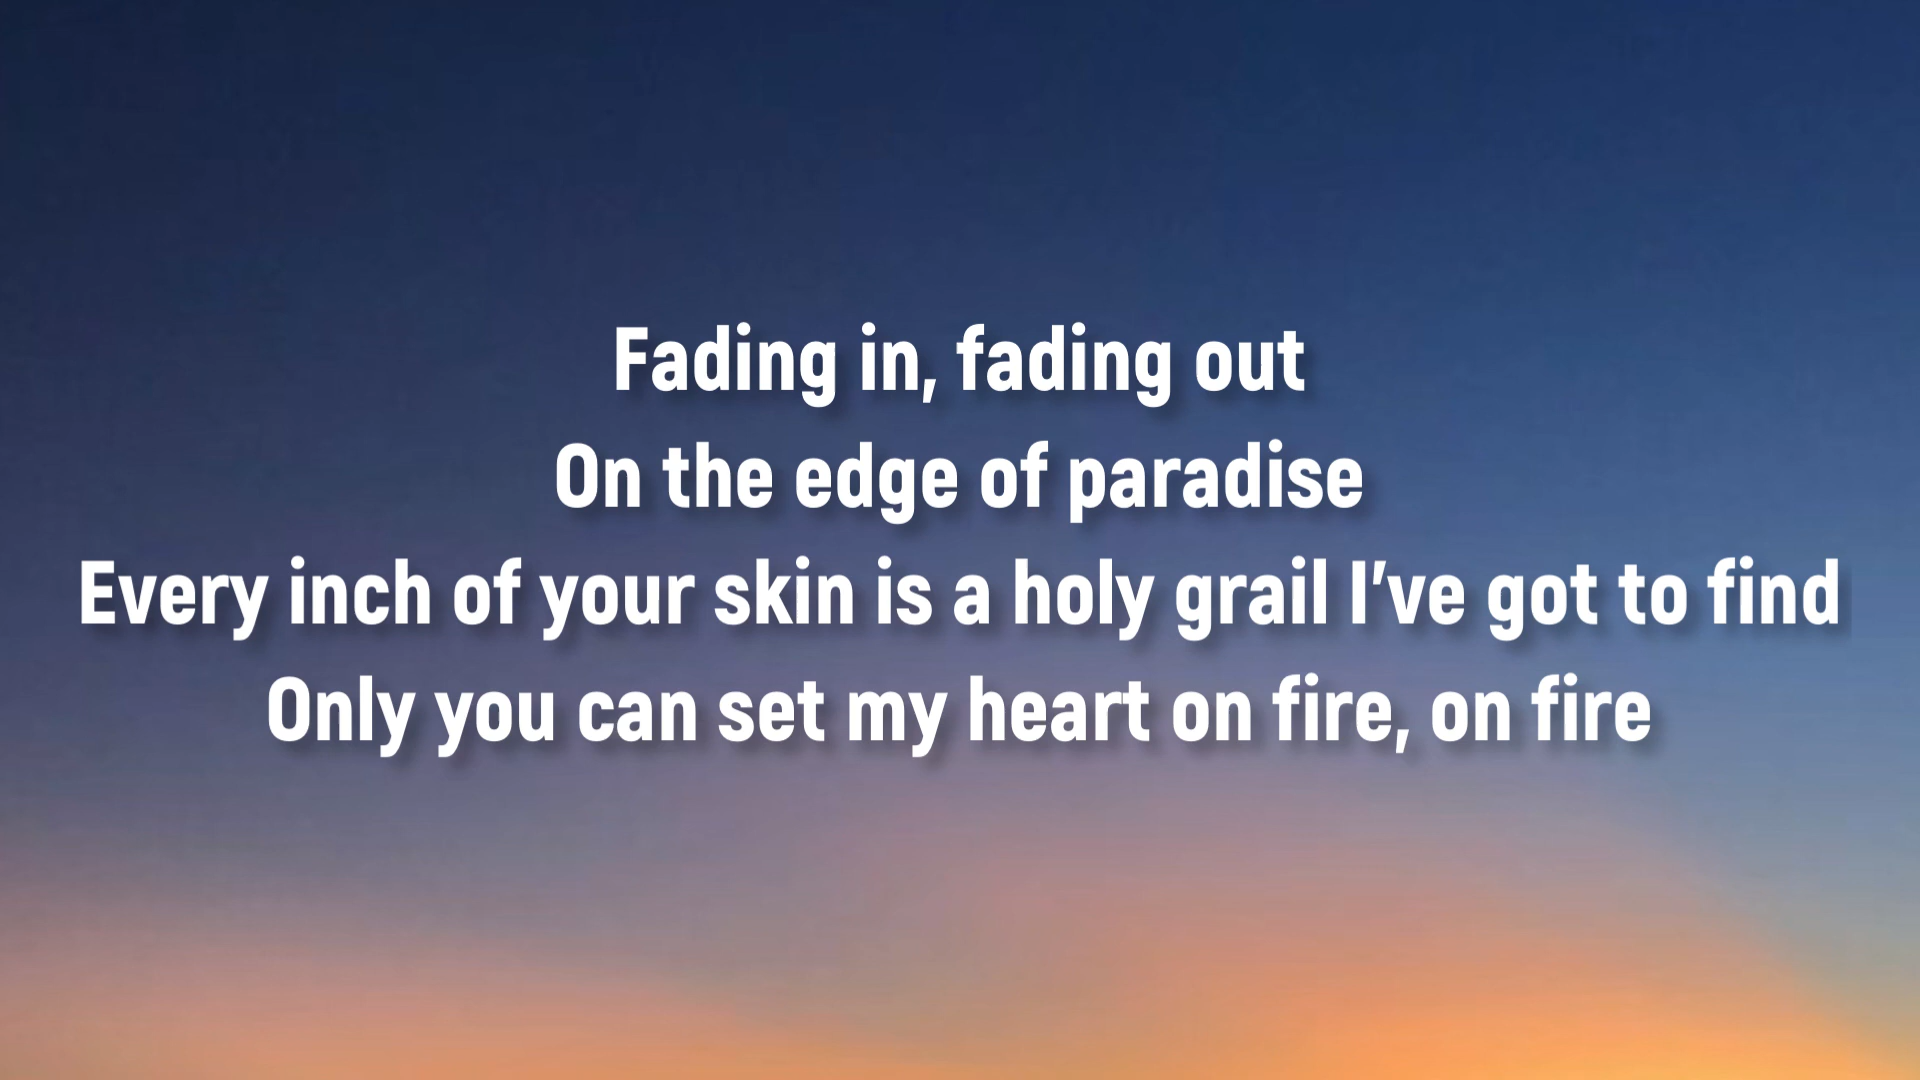 Fading in, fading out
On the edge of paradise
Every inch of your skin is a holy grail I've got to find
Only you can set my heart on fire, on fire